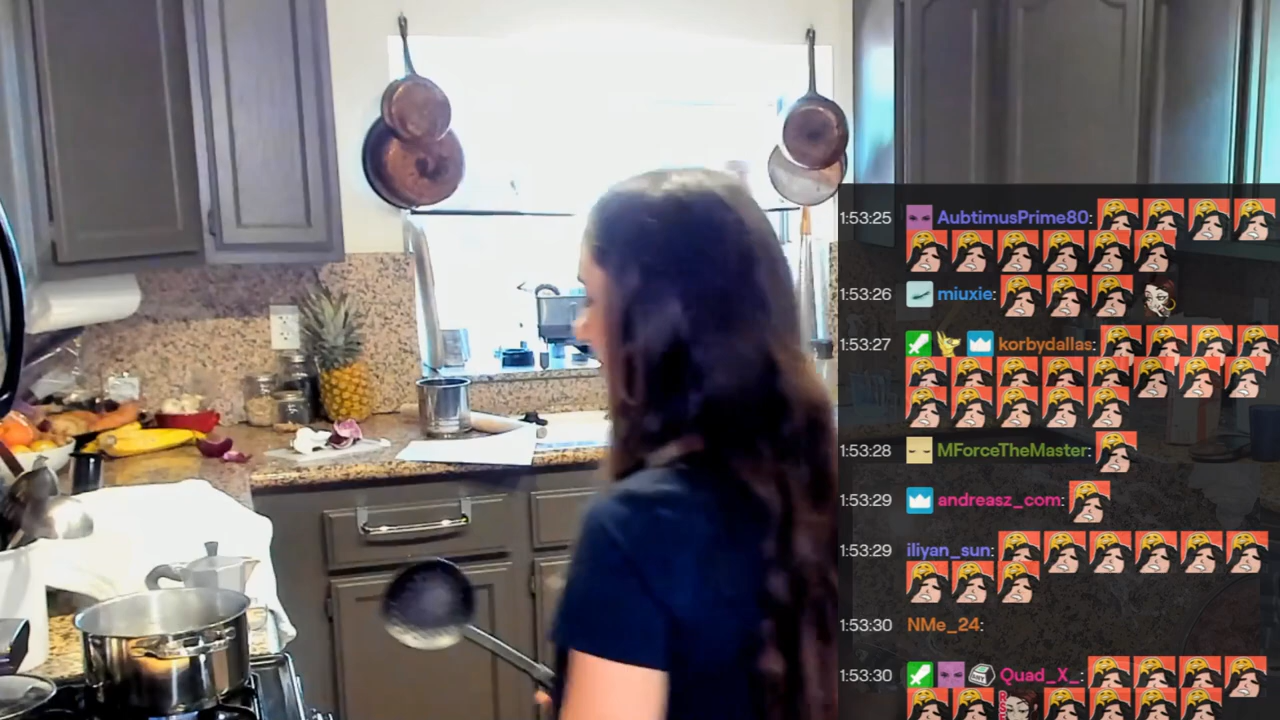 1:53:25 AubtimusPrime80:
1:53:26 miuxie:
1:53:27 korbydallas:
1:53:28 MForceTheMaster:
1:53:29 andreasz_com:
1:53:29 iliyan_sun:
1:53:30 NMe_24:
1:53:30 Quad_X_: